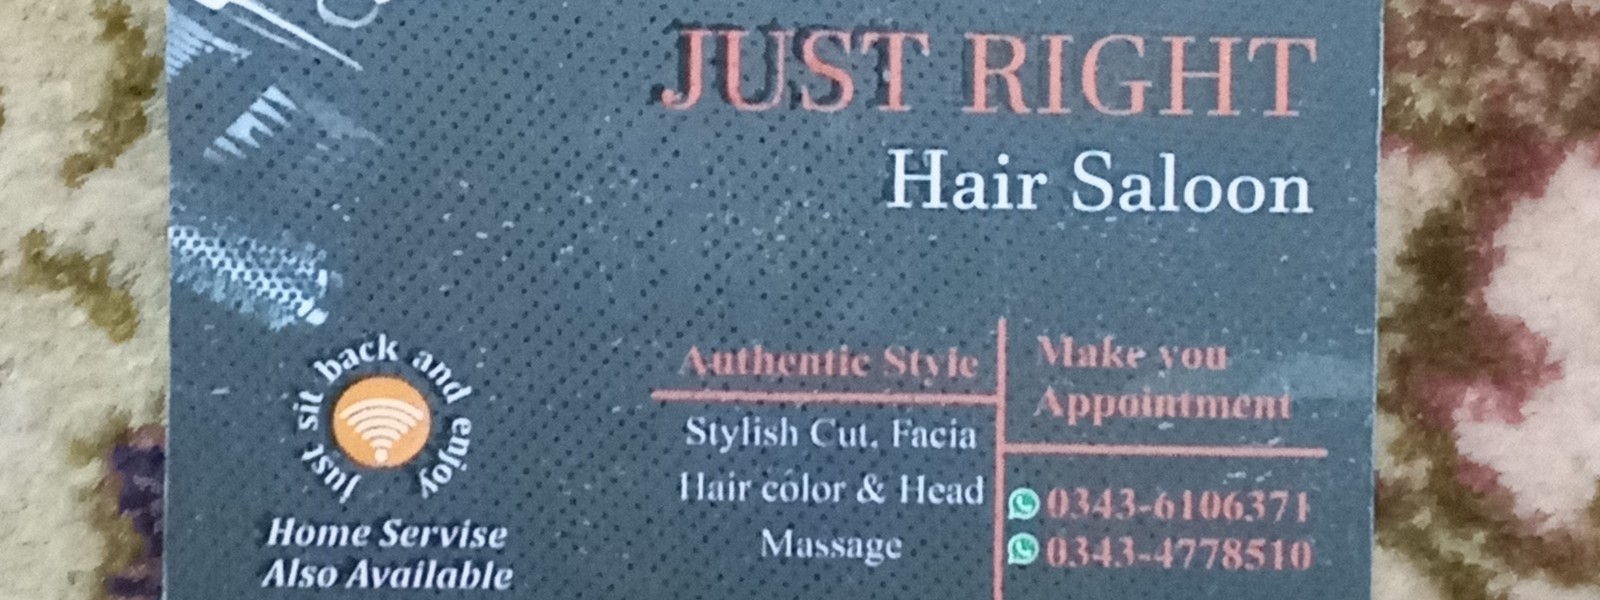 JUST RIGHT
Hair Saloon
just sit back and enjoy
Home Servise
Also Available
Authentic Style
Stylish Cut, Facia
Hair color & Head
Massage
Make you
Appointment
0343-6106371
0343-4778510